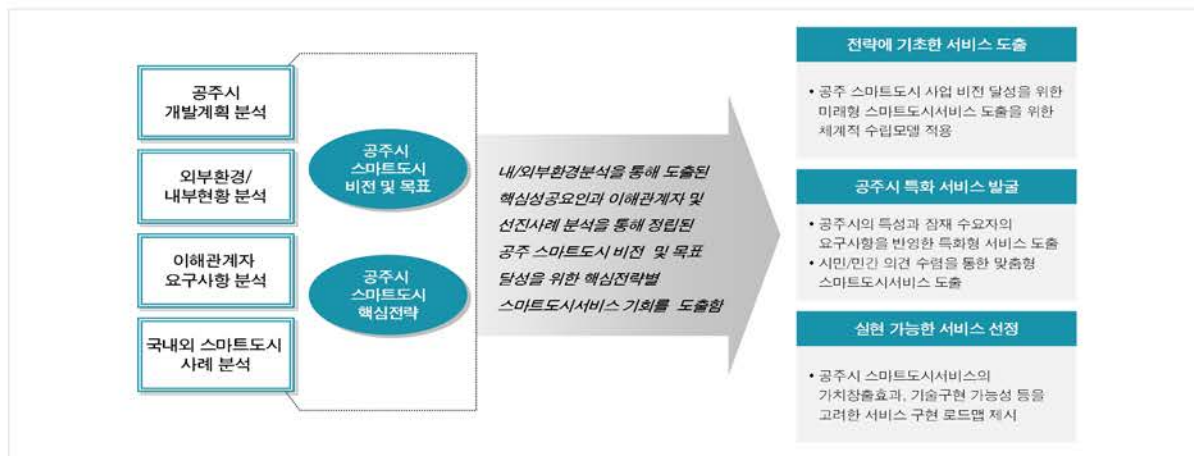 공주시
개발계획 분석
외부환경/
내부현황 분석
이해관계자
요구사항 분석
국내외 스마트도시
사례 분석
공주시
스마트도시
비전 및 목표
공주시
스마트도시
핵심전략
내/외부환경분석을 통해 도출된
핵심성공요인과 이해관계자 및
선진사례 분석을 통해 정립된
공주 스마트도시 비전 및 목표
달성을 위한 핵심전략별
스마트도시서비스 기회를 도출함
전략에 기초한 서비스 도출
• 공주 스마트도시 사업 비전 달성을 위한
미래형 스마트도시서비스 도출을 위한
체계적 수립모델 적용
공주시 특화 서비스 발굴
• 공주시의 특성과 잠재 수요자의
요구사항을 반영한 특화형 서비스 도출
• 시민/민간 의견 수렴을 통한 맞춤형
스마트도시서비스 도출
실현 가능한 서비스 선정
• 공주시 스마트도시서비스의
가치창출효과, 기술구현 가능성 등을
고려한 서비스 구현 로드맵 제시